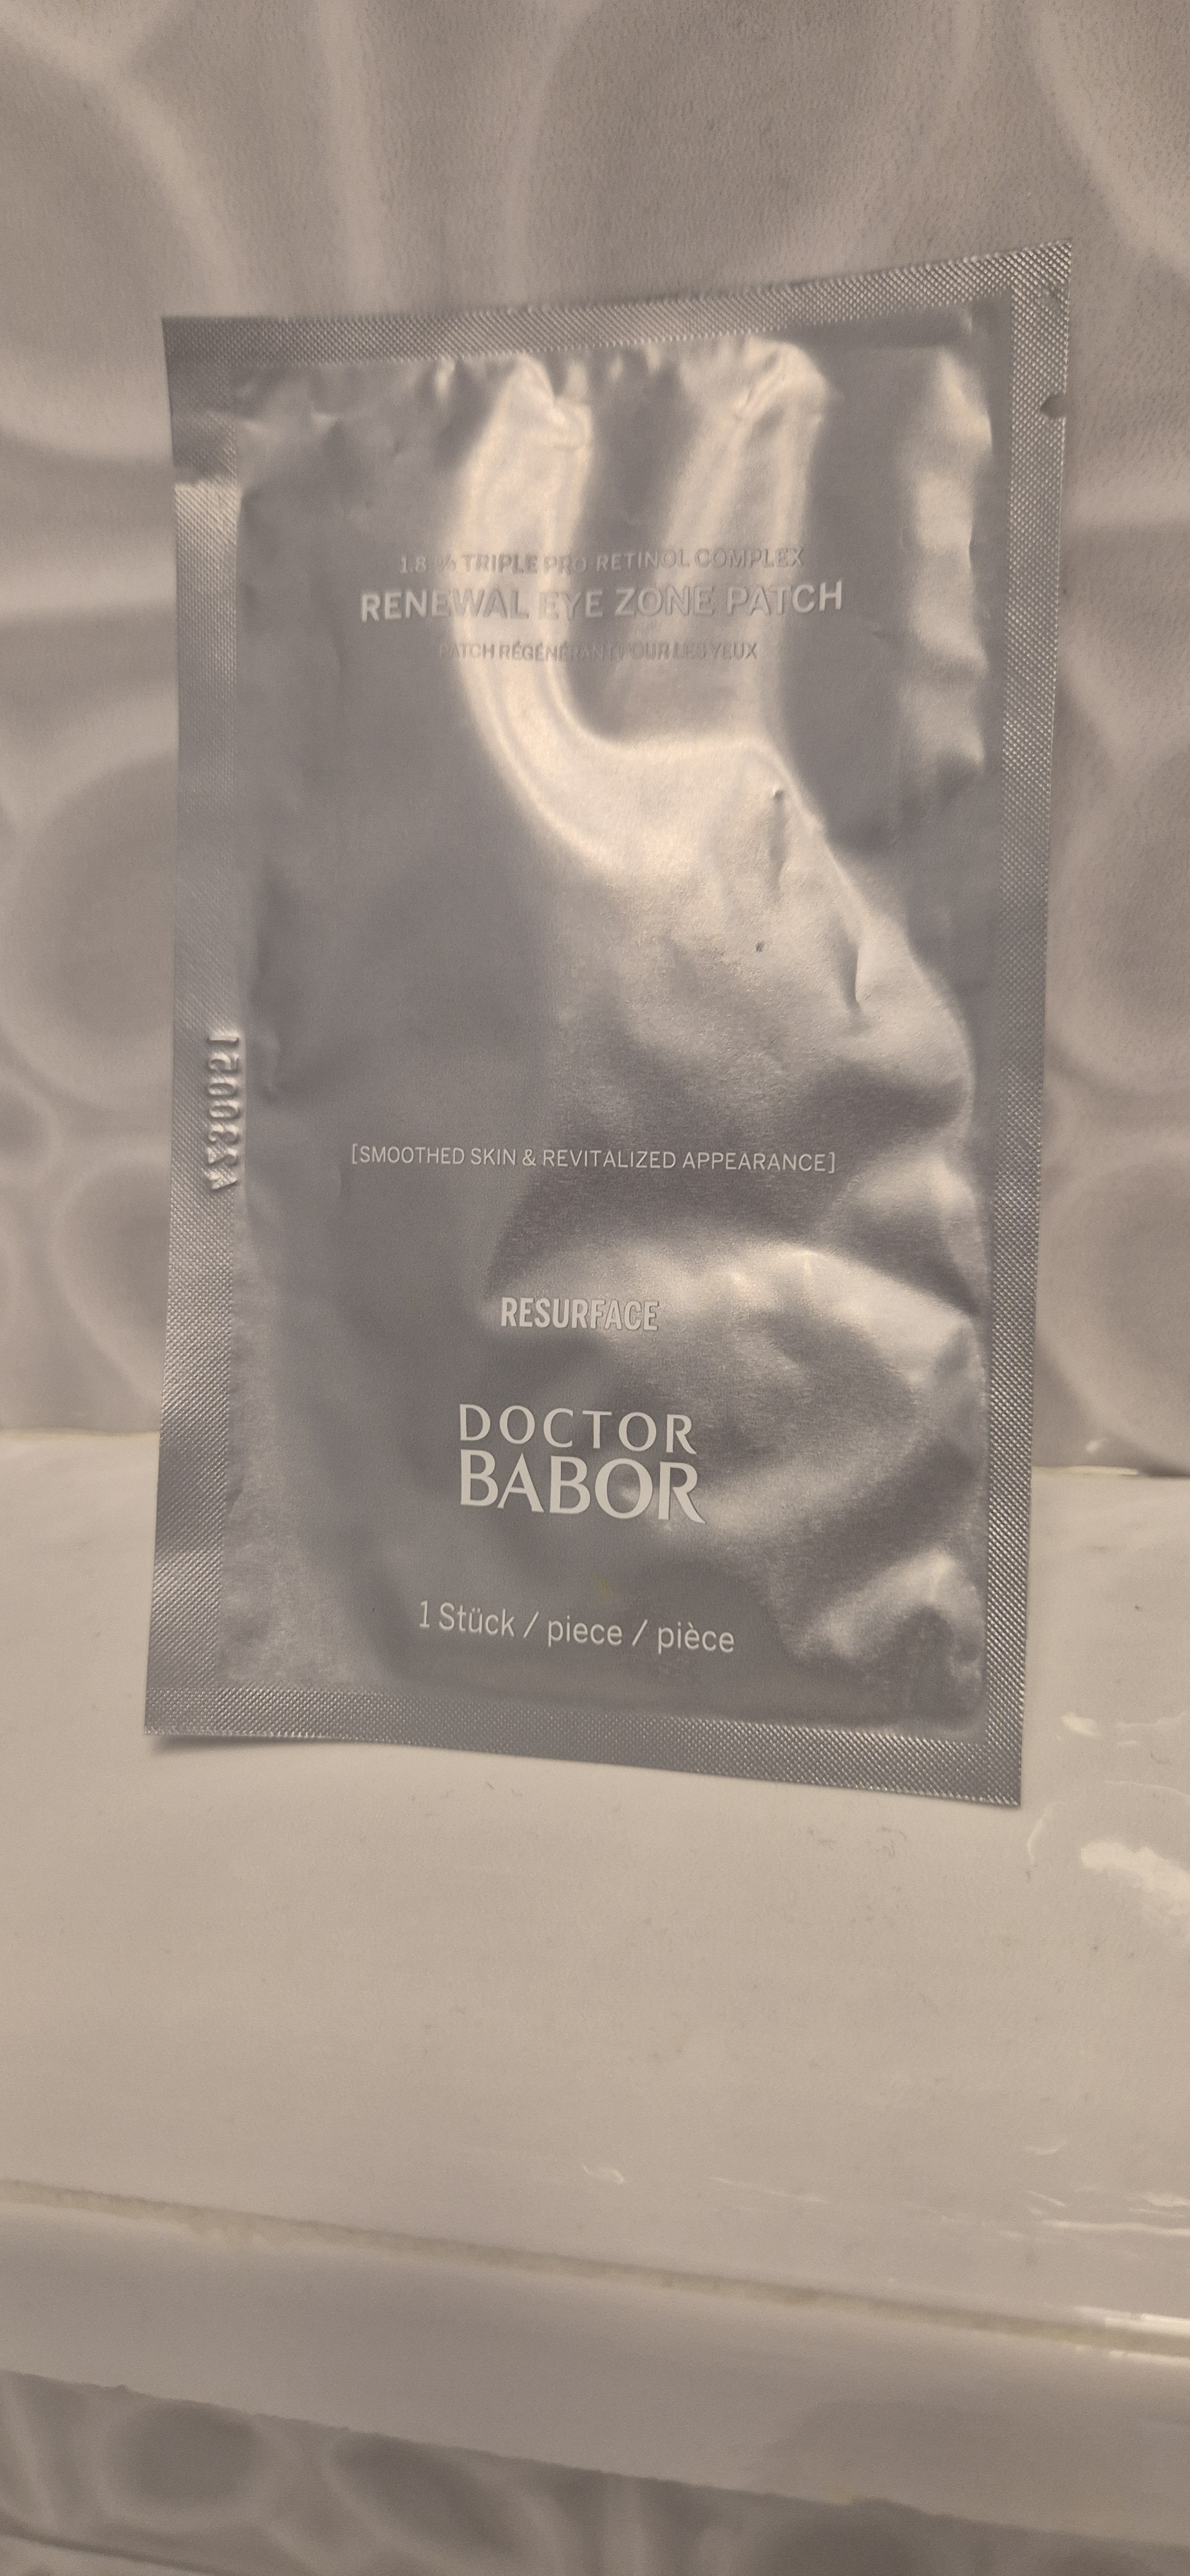 1.8 % TRIPLE PRO-RETINOL COMPLEX
RENEWAL EYE ZONE PATCH
PATCH RÉGÉNÉRANT POUR LES YEUX
[SMOOTHED SKIN & REVITALIZED APPEARANCE]
RESURFACE
DOCTOR
BABOR
1 Stück / piece / pièce